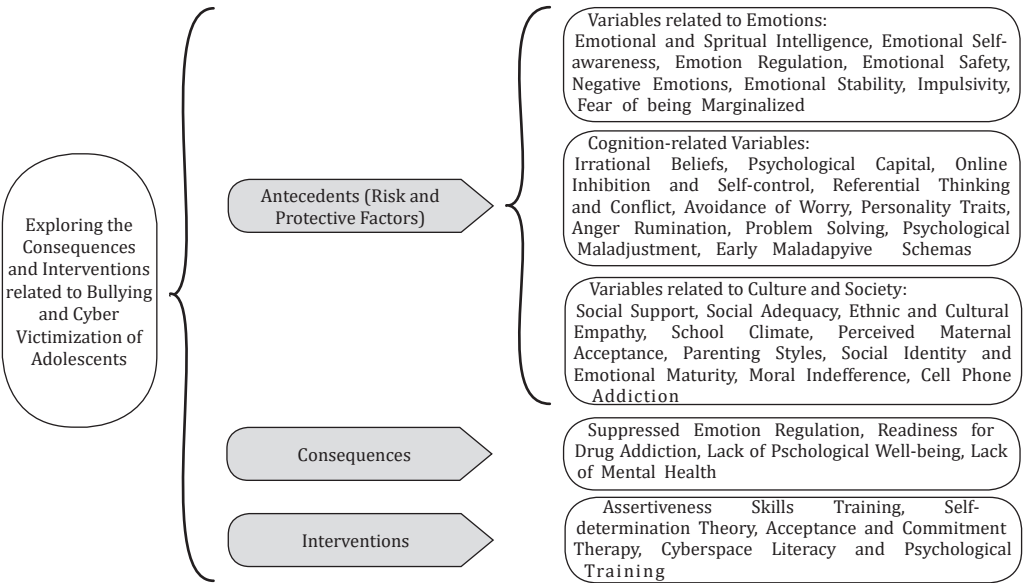 Exploring the
Consequences
and Interventions
related to Bullying
and Cyber
Victimization of
Adolescents
Antecedents (Risk and
Protective Factors)
Variables related to Emotions:
Emotional and Spritual Intelligence, Emotional Self-
awareness, Emotion Regulation, Emotional Safety,
Negative Emotions, Emotional Stability, Impulsivity,
Fear of being Marginalized
Cognition-related Variables:
Irrational Beliefs, Psychological Capital, Online
Inhibition and Self-control, Referential Thinking
and Conflict, Avoidance of Worry, Personality Traits,
Anger Rumination, Problem Solving, Psychological
Maladjustment, Early Maladapyive Schemas
Variables related to Culture and Society:
Social Support, Social Adequacy, Ethnic and Cultural
Empathy, School Climate, Perceived Maternal
Acceptance, Parenting Styles, Social Identity and
Emotional Maturity, Moral Indefference, Cell Phone
Addiction
Consequences
Suppressed Emotion Regulation, Readiness for
Drug Addiction, Lack of Pschological Well-being, Lack
of Mental Health
Interventions
Assertiveness Skills Training, Self-
determination Theory, Acceptance and Commitment
Therapy, Cyberspace Literacy and Psychological
Training